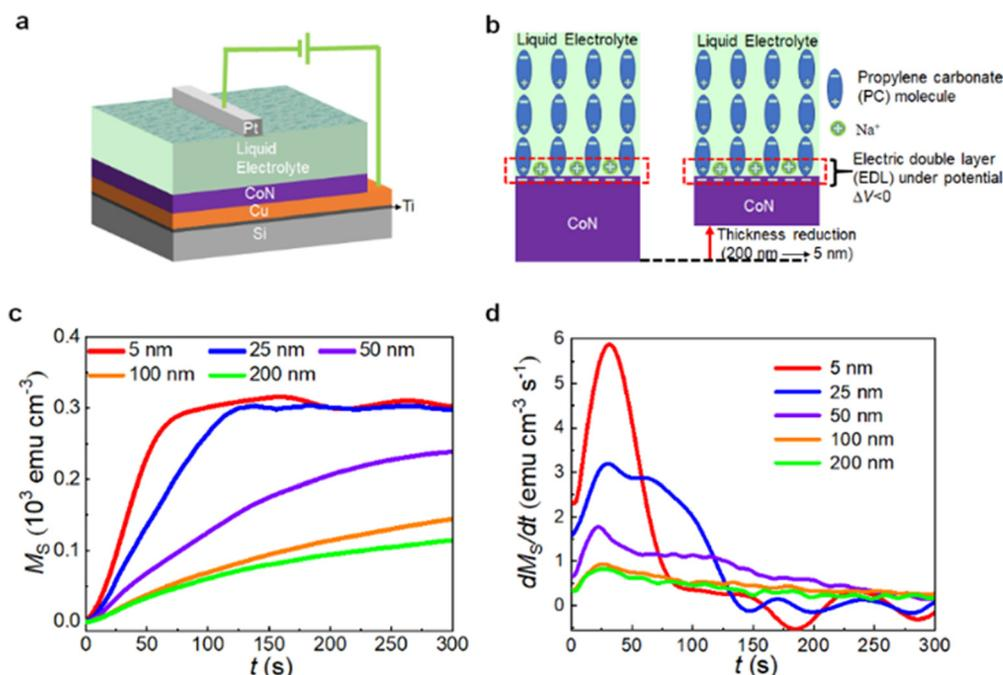 a
Pt
Liquid
Electrolyte
CoN
Cu
Ti
Si
b
Liquid Electrolyte
Liquid Electrolyte
CoN
CoN
Propylene carbonate
(PC) molecule
Na⁺
Electric double layer
(EDL) under potential
ΔV<0
Thickness reduction
(200 nm → 5 nm)
c
5 nm 25 nm 50 nm
100 nm 200 nm
M_S (10³ emu cm⁻³)
0.4
0.3
0.2
0.1
0.0
0 50 100 150 200 250 300
t (s)
d
5 nm
25 nm
50 nm
100 nm
200 nm
dM_S/dt (emu cm⁻³ s⁻¹)
6
5
4
3
2
1
0
0 50 100 150 200 250 300
t (s)